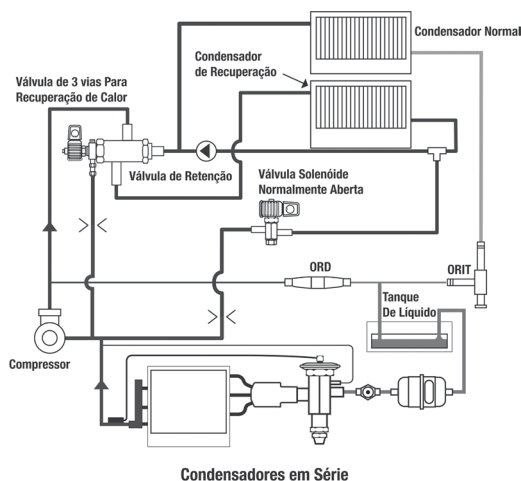 Condensador Normal
Condensador
de Recuperação
Válvula de 3 vias Para
Recuperação de Calor
Válvula de Retenção
Válvula Solenóide
Normalmente Aberta
ORD
ORIT
Tanque
De Líquido
Compressor
Condensadores em Série